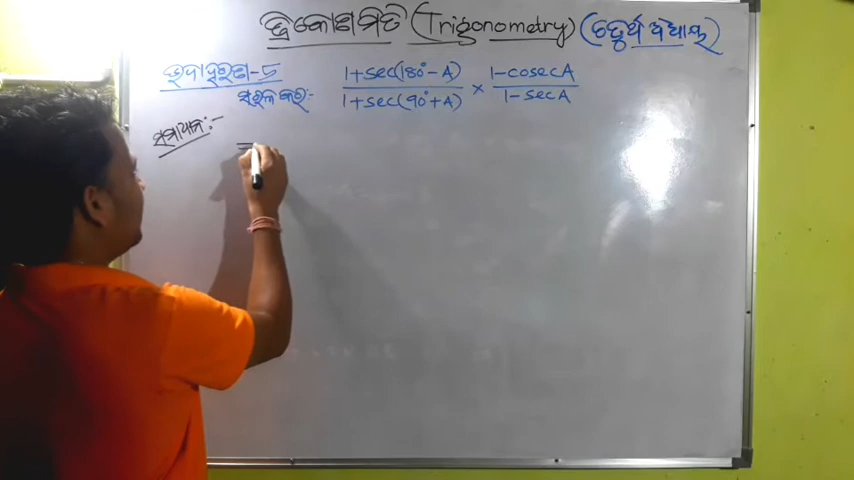 ତ୍ରିକୋଣମିତି (Trigonometry) (ଚତୁର୍ଥ ଅଧ୍ୟାୟ)
ଉଦାହରଣ-5 (1+sec(180°-A))/(1+sec(90°+A)) × (1-cosecA)/(1-secA)
ସରଳ କର:-
ସମାଧାନ:-
=